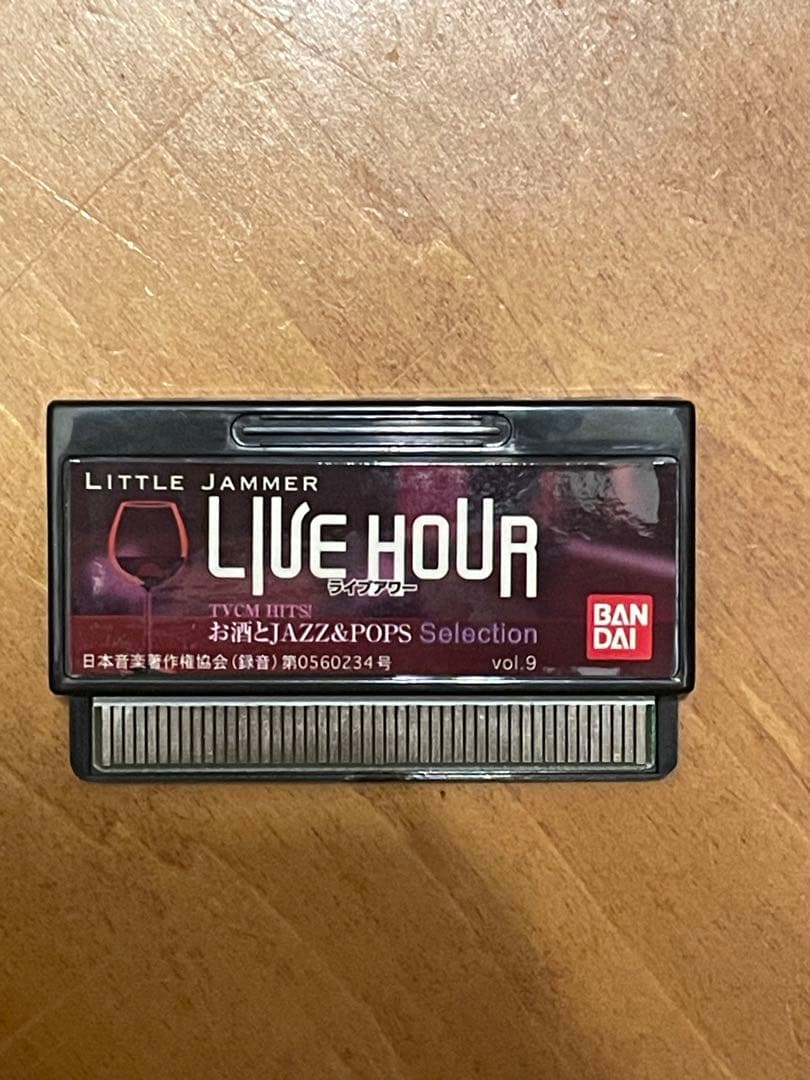 LITTLE JAMMER
LIVE HOUR
ライブアワー
TVCM HITS!
お酒とJAZZ&POPS Selection
BAN
DAI
日本音楽著作権協会(録音)第0560234号
vol.9